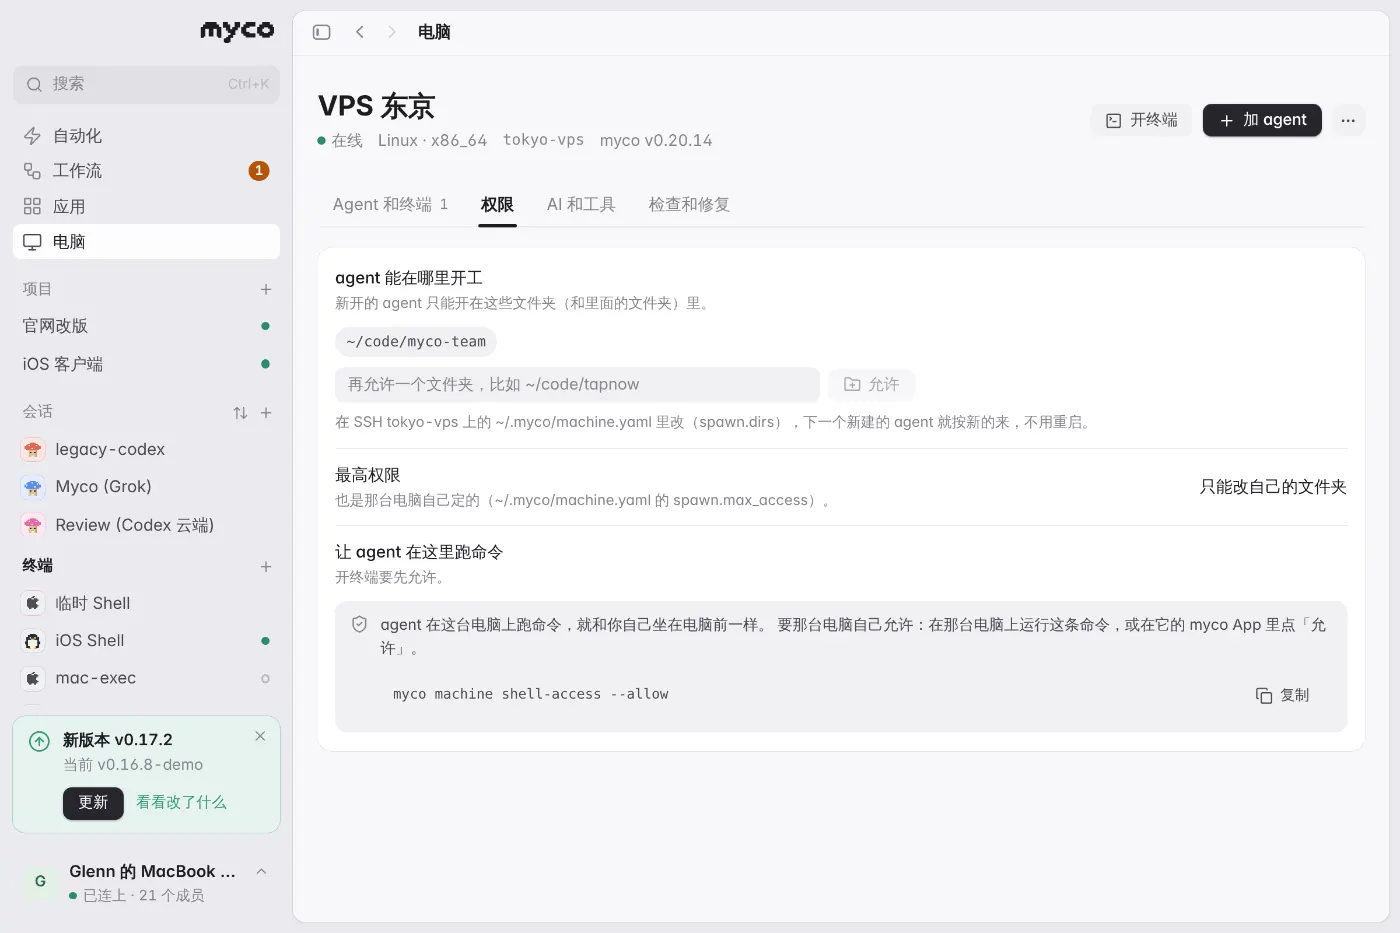 myco
搜索 Ctrl+K
自动化
工作流 1
应用
电脑
项目
官网改版
iOS 客户端
会话
legacy-codex
Myco (Grok)
Review (Codex 云端)
终端
临时 Shell
iOS Shell
mac-exec
新版本 v0.17.2
当前 v0.16.8-demo
更新 看看改了什么
G
Glenn 的 MacBook ...
已连上 · 21 个成员
电脑
VPS 东京
在线 Linux · x86_64 tokyo-vps myco v0.20.14
开终端
加 agent
Agent 和终端 1 权限 AI 和工具 检查和修复
agent 能在哪里开工
新开的 agent 只能开在这些文件夹（和里面的文件夹）里。
~/code/myco-team
再允许一个文件夹，比如 ~/code/tapnow 允许
在 SSH tokyo-vps 上的 ~/.myco/machine.yaml 里改（spawn.dirs），下一个新建的 agent 就按新的来，不用重启。
最高权限
也是那台电脑自己定的（~/.myco/machine.yaml 的 spawn.max_access）。
只能改自己的文件夹
让 agent 在这里跑命令
开终端要先允许。
agent 在这台电脑上跑命令，就和你自己坐在电脑前一样。 要那台电脑自己允许：在那台电脑上运行这条命令，或在它的 myco App 里点「允
许」。
myco machine shell-access --allow 复制